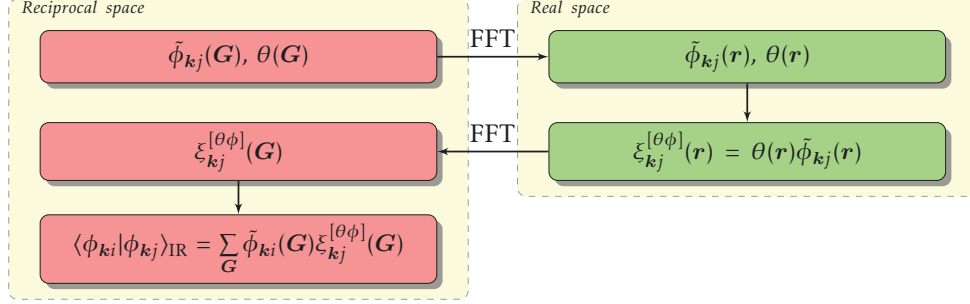 Reciprocal space
Real space
ϕ̃_𝒌j(𝑮), θ(𝑮)
FFT
ϕ̃_𝒌j(𝒓), θ(𝒓)
ξ_𝒌j^[θϕ](𝑮)
FFT
ξ_𝒌j^[θϕ](𝒓) = θ(𝒓)ϕ̃_𝒌j(𝒓)
⟨ϕ_𝒌i|ϕ_𝒌j⟩_IR = ∑_𝑮 ϕ̃_𝒌i(𝑮)ξ_𝒌j^[θϕ](𝑮)